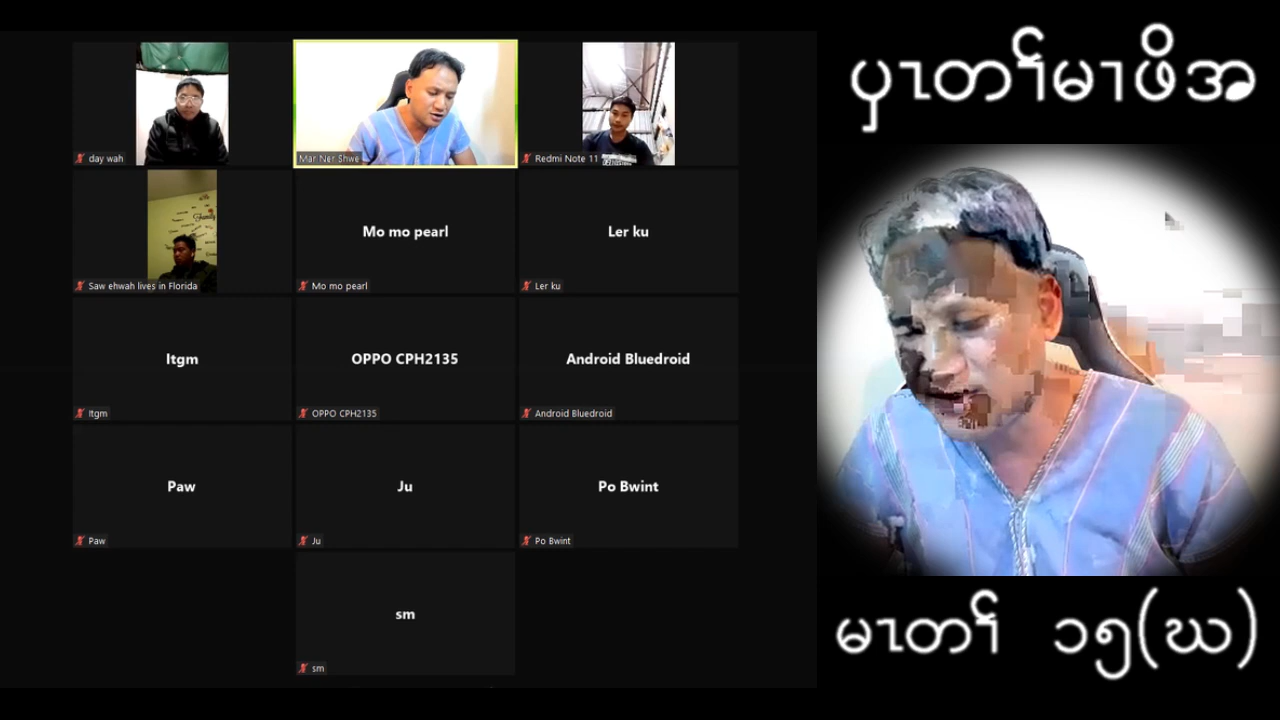 day wah
Mar Ner Shwe
Redmi Note 11
Saw ehwah lives in Florida
Mo mo pearl
Mo mo pearl
Ler ku
Ler ku
Itgm
Itgm
OPPO CPH2135
OPPO CPH2135
Android Bluedroid
Android Bluedroid
Paw
Paw
Ju
Ju
Po Bwint
Po Bwint
sm
sm
ပှၤတၢ်မၢဖိအ
မၤတၢ် ၁၅(ဃ)